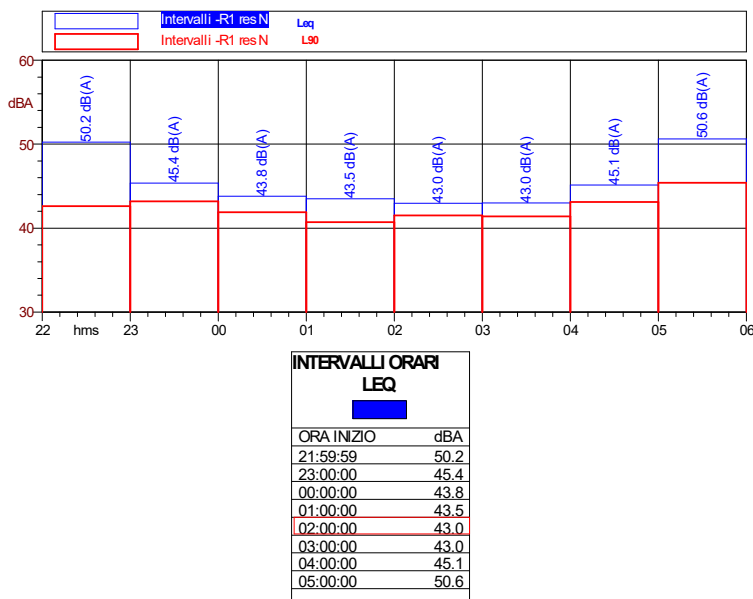 Intervalli -R1 res N Leq
Intervalli -R1 res N L90
60
dBA
50.2 dB(A)
45.4 dB(A)
43.8 dB(A)
43.5 dB(A)
43.0 dB(A)
43.0 dB(A)
45.1 dB(A)
50.6 dB(A)
50
40
30
22 hms 23 00 01 02 03 04 05 06
INTERVALLI ORARI
LEQ
ORA INIZIO dBA
21:59:59 50.2
23:00:00 45.4
00:00:00 43.8
01:00:00 43.5
02:00:00 43.0
03:00:00 43.0
04:00:00 45.1
05:00:00 50.6